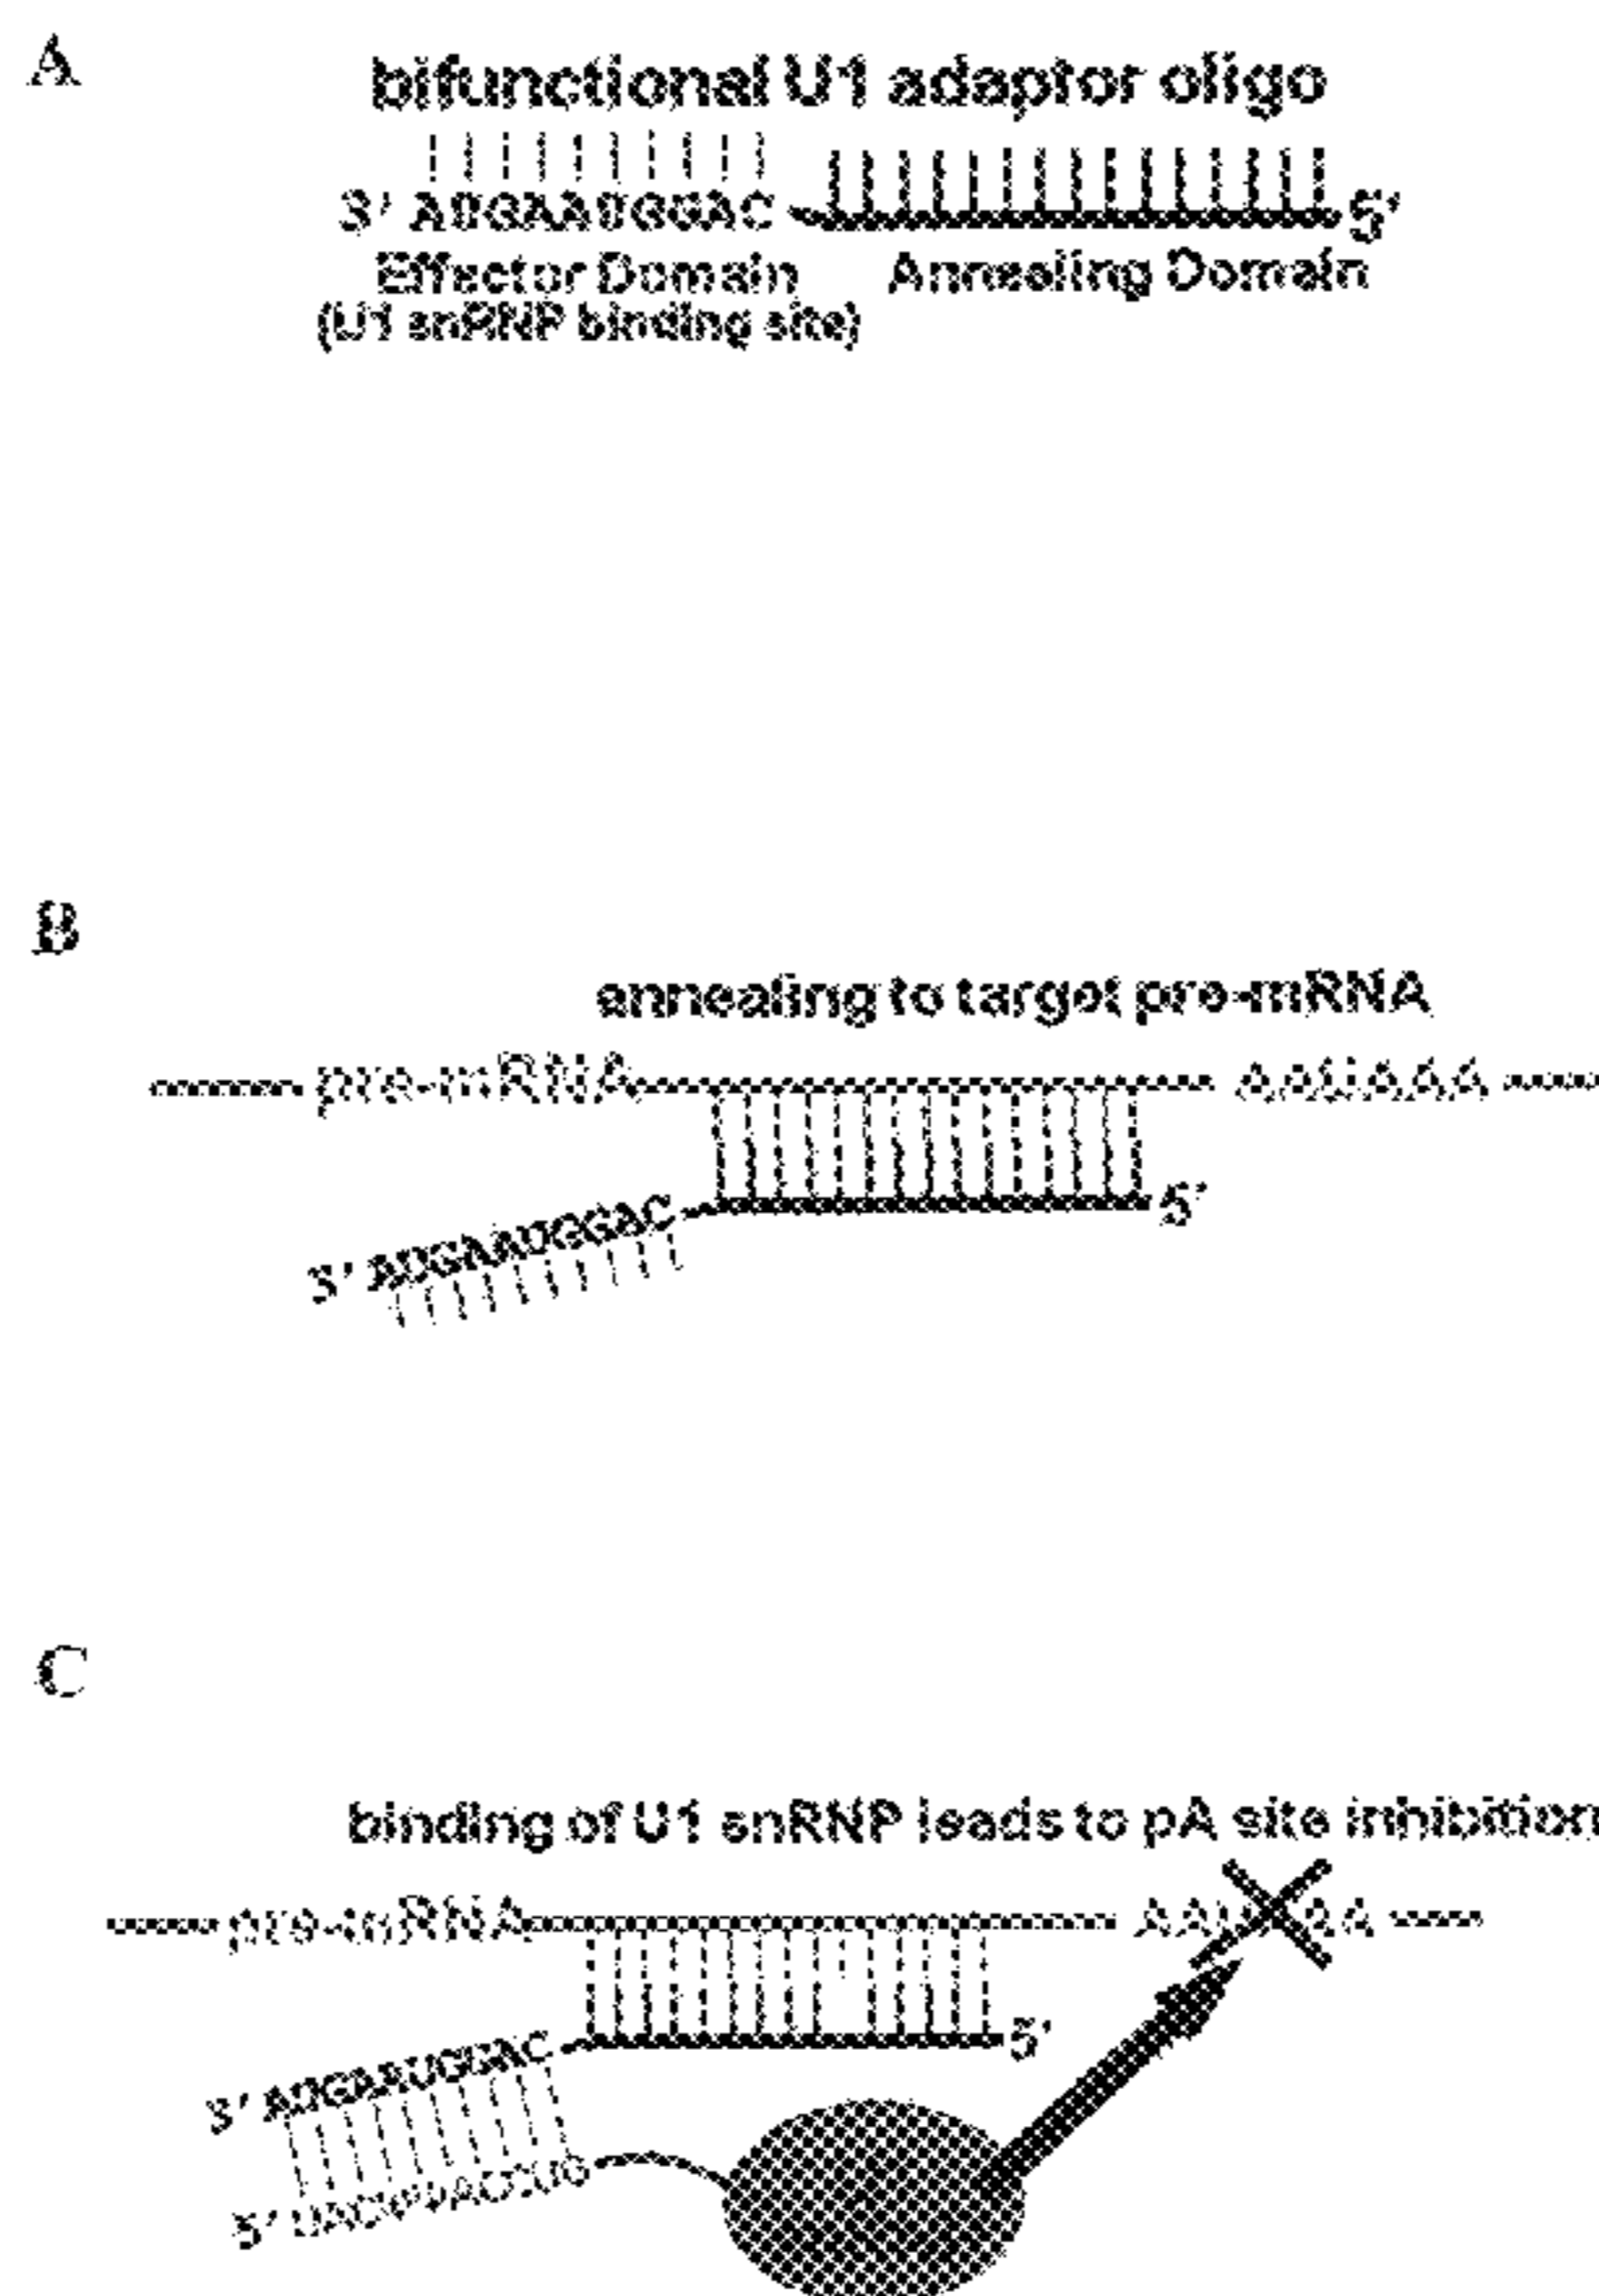 A
bifunctional U1 adaptor oligo
3' AUGAAUGGAC 5'
Effector Domain Annealing Domain
(U1 snRNP binding site)
B
annealing to target pre-mRNA
pre-mRNA AAUAAA
5'
3' AUGAAUGGAC
C
binding of U1 snRNP leads to pA site inhibition
pre-mRNA
5'
3' AUGAAUGGAC
5'